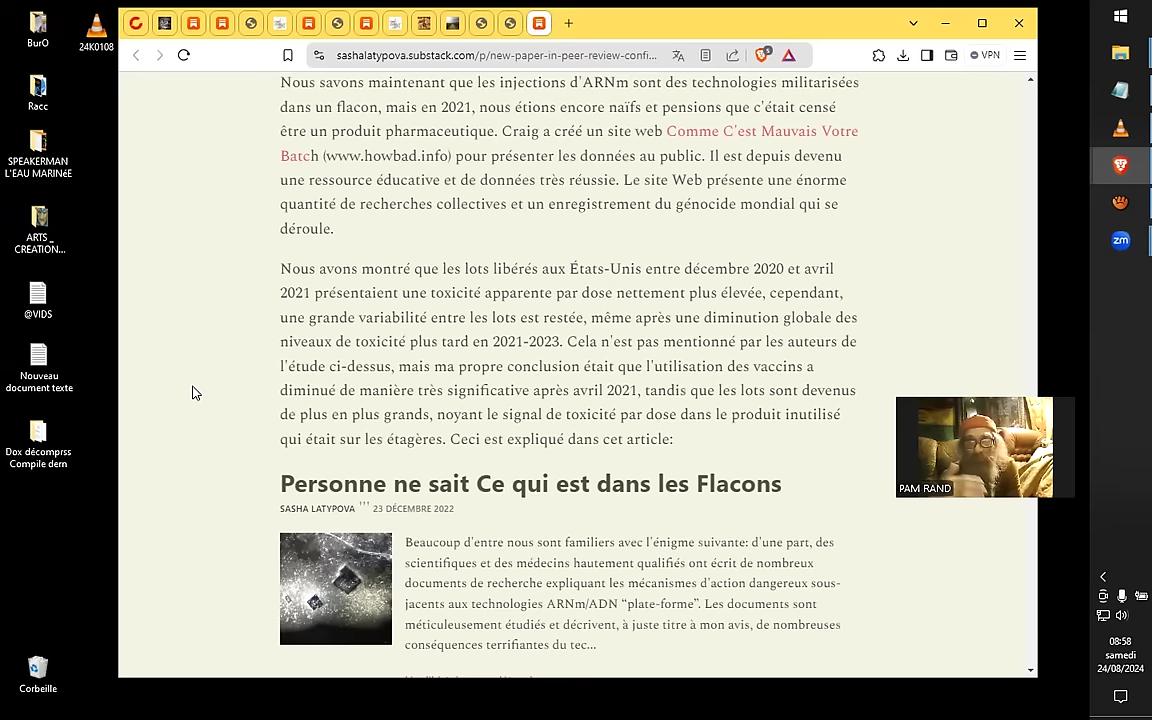 BurO
24K0108
Racc
SPEAKERMAN
L'EAU MARINéE
ARTS _
CREATION...
@VIDS
Nouveau
document texte
Dox décomprss
Compile dern
Corbeille
sashalatypova.substack.com/p/new-paper-in-peer-review-confi...
VPN
Nous savons maintenant que les injections d'ARNm sont des technologies militarisées
dans un flacon, mais en 2021, nous étions encore naïfs et pensions que c'était censé
être un produit pharmaceutique. Craig a créé un site web Comme C'est Mauvais Votre
Batch (www.howbad.info) pour présenter les données au public. Il est depuis devenu
une ressource éducative et de données très réussie. Le site Web présente une énorme
quantité de recherches collectives et un enregistrement du génocide mondial qui se
déroule.
Nous avons montré que les lots libérés aux États-Unis entre décembre 2020 et avril
2021 présentaient une toxicité apparente par dose nettement plus élevée, cependant,
une grande variabilité entre les lots est restée, même après une diminution globale des
niveaux de toxicité plus tard en 2021-2023. Cela n'est pas mentionné par les auteurs de
l'étude ci-dessus, mais ma propre conclusion était que l'utilisation des vaccins a
diminué de manière très significative après avril 2021, tandis que les lots sont devenus
de plus en plus grands, noyant le signal de toxicité par dose dans le produit inutilisé
qui était sur les étagères. Ceci est expliqué dans cet article:
Personne ne sait Ce qui est dans les Flacons
SASHA LATYPOVA ''' 23 DÉCEMBRE 2022
Beaucoup d'entre nous sont familiers avec l'énigme suivante: d'une part, des
scientifiques et des médecins hautement qualifiés ont écrit de nombreux
documents de recherche expliquant les mécanismes d'action dangereux sous-
jacents aux technologies ARNm/ADN “plate-forme”. Les documents sont
méticuleusement étudiés et décrivent, à juste titre à mon avis, de nombreuses
conséquences terrifiantes du tec...
PAM RAND
zm
08:58
samedi
24/08/2024